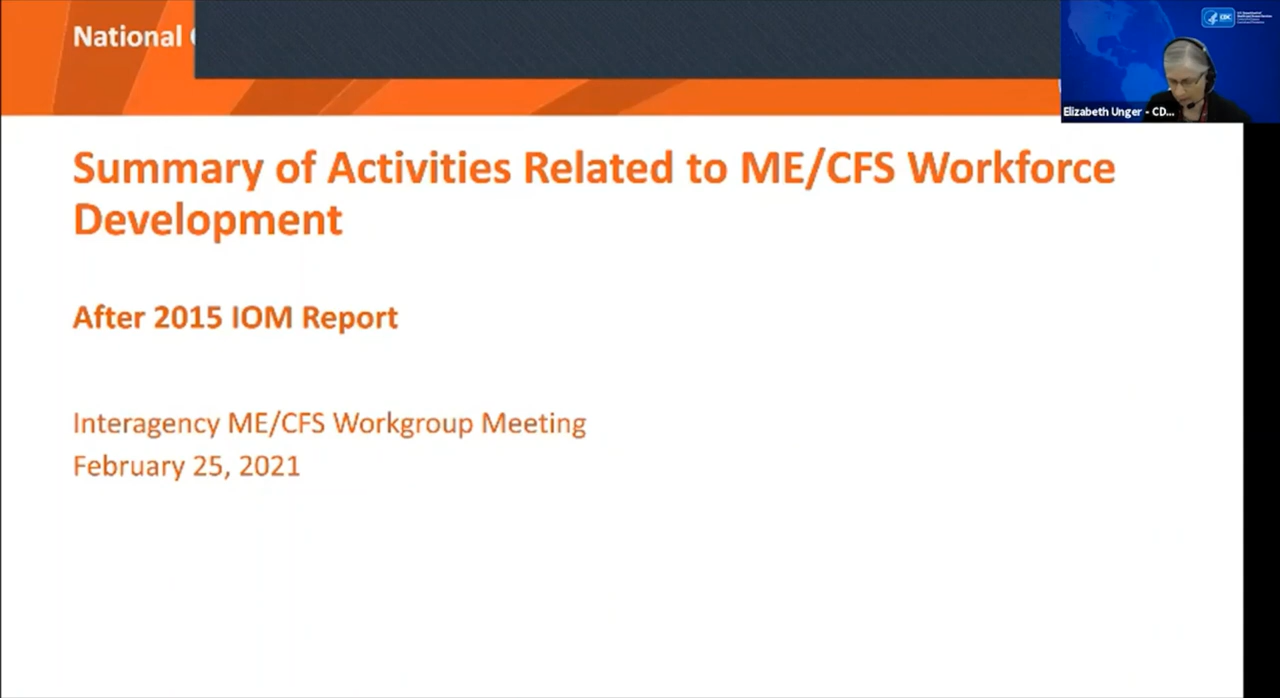 National
CDC
Elizabeth Unger - CD...
Summary of Activities Related to ME/CFS Workforce
Development
After 2015 IOM Report
Interagency ME/CFS Workgroup Meeting
February 25, 2021